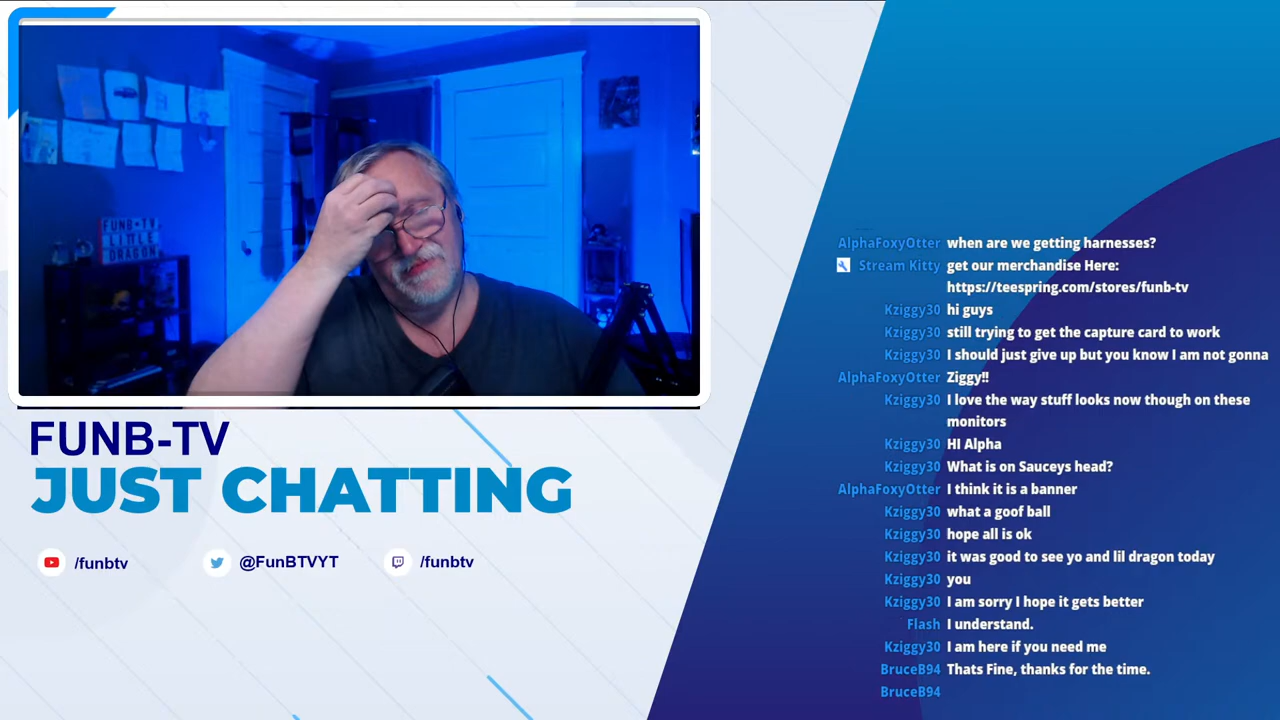 FUNB-TV
LITTLE
DRAGON
FUNB-TV
JUST CHATTING
/funbtv
@FunBTVYT
/funbtv
AlphaFoxyOtter when are we getting harnesses?
Stream Kitty get our merchandise Here:
https://teespring.com/stores/funb-tv
Kziggy30 hi guys
Kziggy30 still trying to get the capture card to work
Kziggy30 I should just give up but you know I am not gonna
AlphaFoxyOtter Ziggy!!
Kziggy30 I love the way stuff looks now though on these
monitors
Kziggy30 HI Alpha
Kziggy30 What is on Sauceys head?
AlphaFoxyOtter I think it is a banner
Kziggy30 what a goof ball
Kziggy30 hope all is ok
Kziggy30 it was good to see yo and lil dragon today
Kziggy30 you
Kziggy30 I am sorry I hope it gets better
Flash I understand.
Kziggy30 I am here if you need me
BruceB94 Thats Fine, thanks for the time.
BruceB94